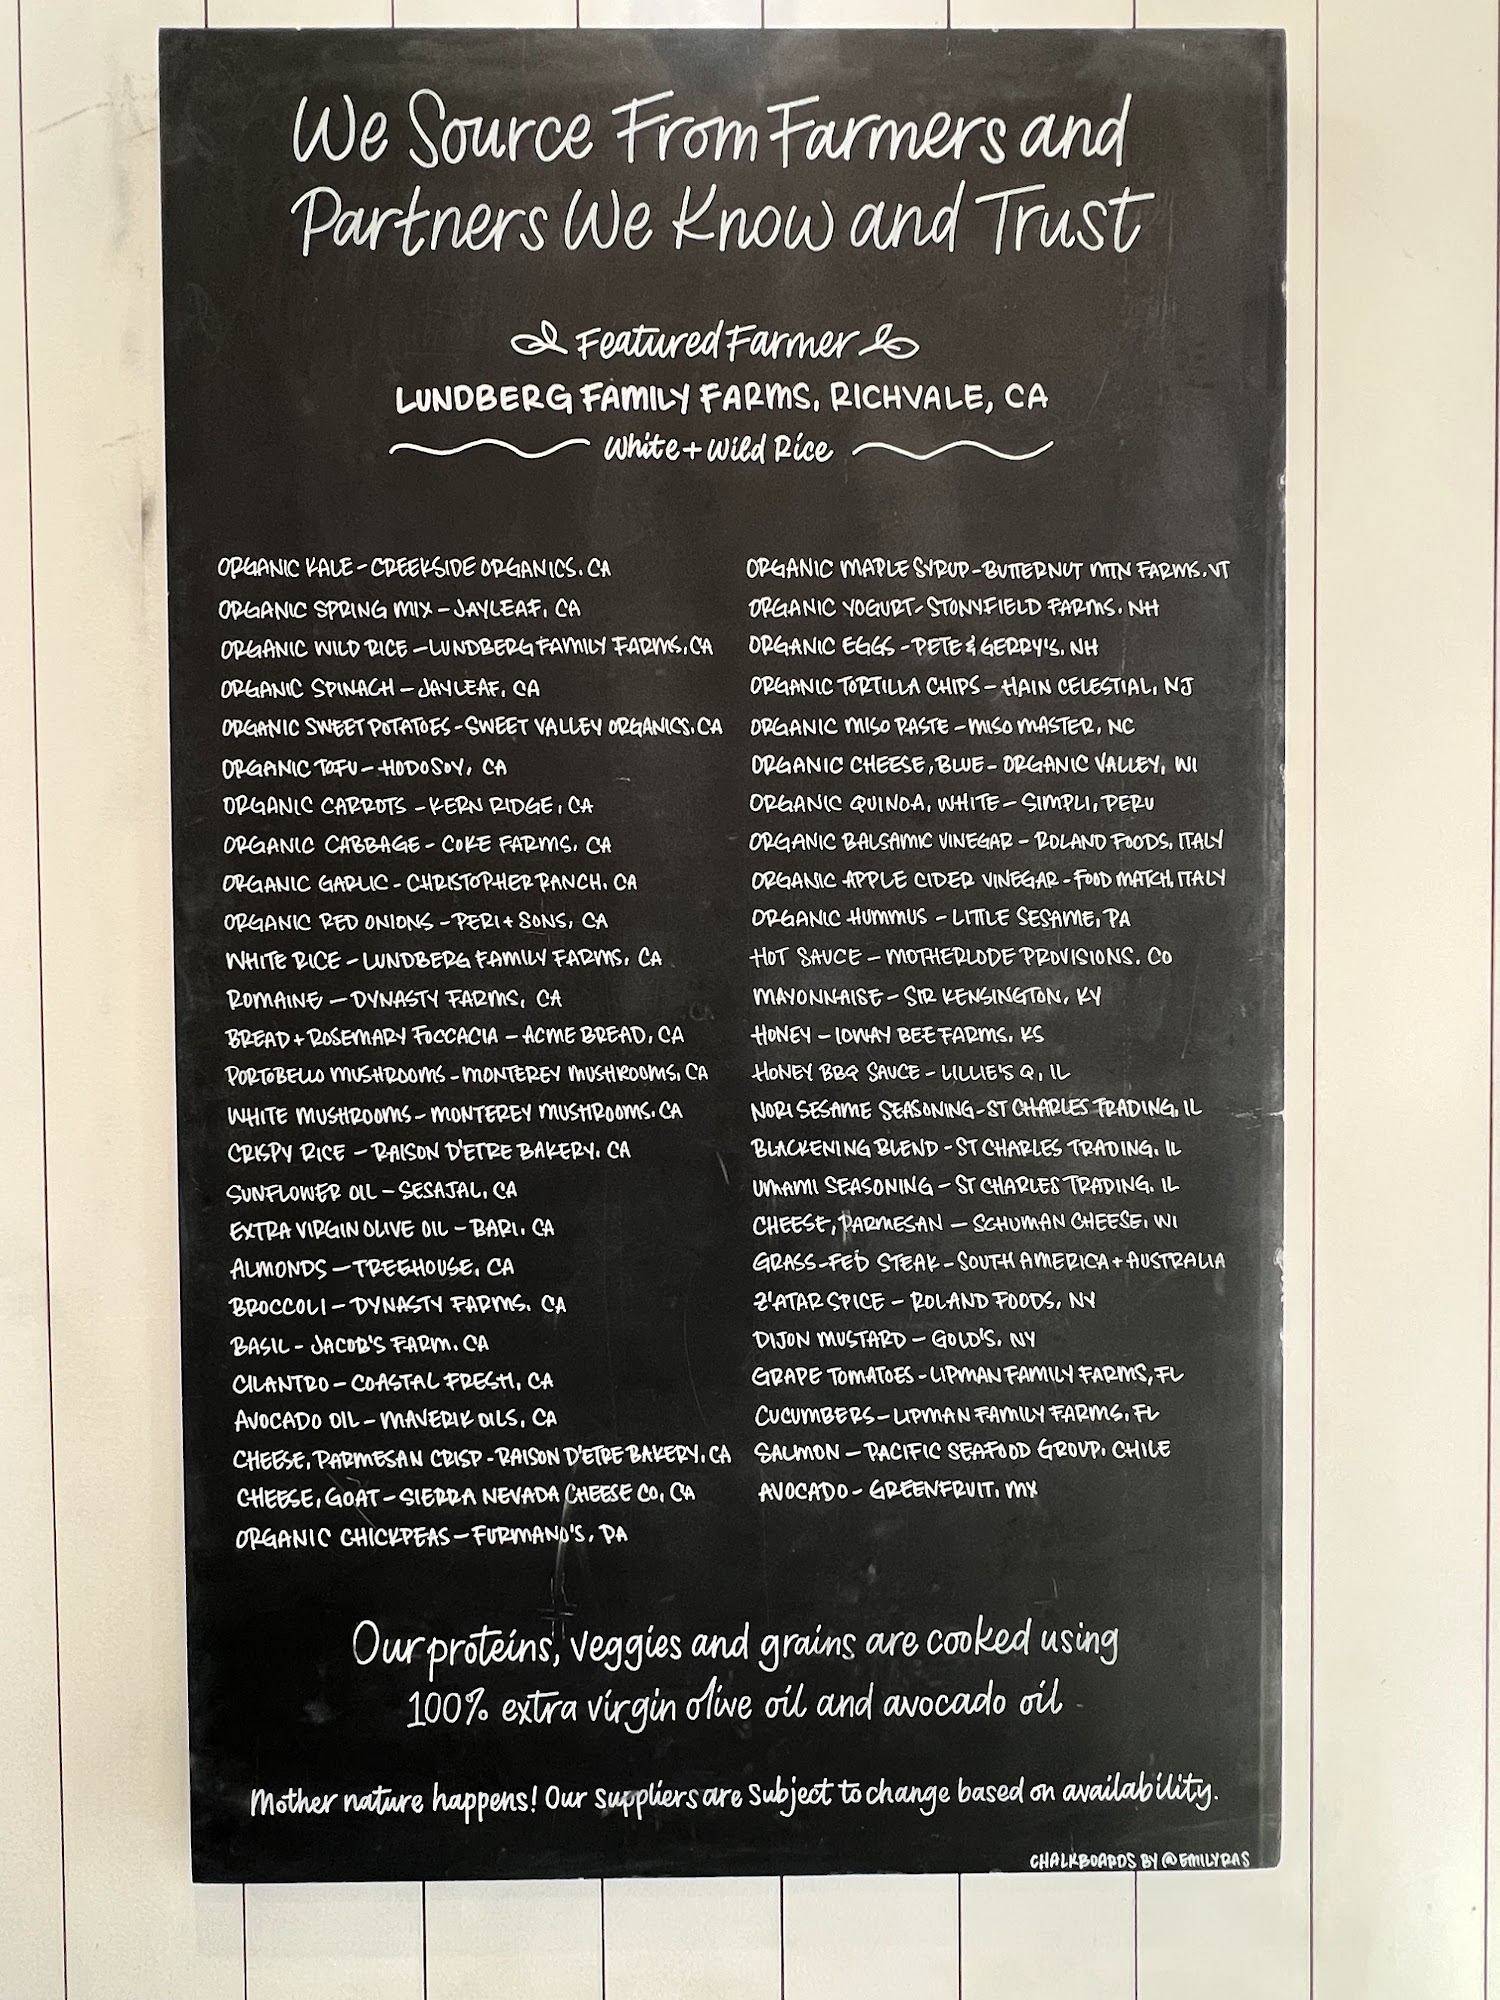 We Source From Farmers and
Partners We Know and Trust
Featured Farmer
LUNDBERG FAMILY FARMS, RICHVALE, CA
White + Wild Rice
ORGANIC KALE - CREEKSIDE ORGANICS, CA
ORGANIC SPRING MIX - JAYLEAF, CA
ORGANIC WILD RICE - LUNDBERG FAMILY FARMS, CA
ORGANIC SPINACH - JAYLEAF, CA
ORGANIC SWEET POTATOES - SWEET VALLEY ORGANICS, CA
ORGANIC TOFU - HODO SOY, CA
ORGANIC CARROTS - KERN RIDGE, CA
ORGANIC CABBAGE - COKE FARMS, CA
ORGANIC GARLIC - CHRISTOPHER RANCH, CA
ORGANIC RED ONIONS - PERI + SONS, CA
WHITE RICE - LUNDBERG FAMILY FARMS, CA
ROMAINE - DYNASTY FARMS, CA
BREAD + ROSEMARY FOCCACIA - ACME BREAD, CA
PORTOBELLO MUSHROOMS - MONTEREY MUSHROOMS, CA
WHITE MUSHROOMS - MONTEREY MUSHROOMS, CA
CRISPY RICE - RAISON D'ETRE BAKERY, CA
SUNFLOWER OIL - SESAJAL, CA
EXTRA VIRGIN OLIVE OIL - BARI, CA
ALMONDS - TREEHOUSE, CA
BROCCOLI - DYNASTY FARMS, CA
BASIL - JACOB'S FARM, CA
CILANTRO - COASTAL FRESH, CA
AVOCADO OIL - MAVERIK OILS, CA
CHEESE, PARMESAN CRISP - RAISON D'ETRE BAKERY, CA
CHEESE, GOAT - SIERRA NEVADA CHEESE CO, CA
ORGANIC CHICKPEAS - FURMANO'S, PA
ORGANIC MAPLE SYRUP - BUTTERNUT MTN FARMS, VT
ORGANIC YOGURT - STONYFIELD FARMS, NH
ORGANIC EGGS - PETE & GERRY'S, NH
ORGANIC TORTILLA CHIPS - HAIN CELESTIAL, NJ
ORGANIC MISO PASTE - MISO MASTER, NC
ORGANIC CHEESE, BLUE - ORGANIC VALLEY, WI
ORGANIC QUINOA, WHITE - SIMPLI, PERU
ORGANIC BALSAMIC VINEGAR - ROLAND FOODS, ITALY
ORGANIC APPLE CIDER VINEGAR - FOOD MATCH, ITALY
ORGANIC HUMMUS - LITTLE SESAME, PA
HOT SAUCE - MOTHERLODE PROVISIONS, CO
MAYONNAISE - SIR KENSINGTON, KY
HONEY - IOWAY BEE FARMS, KS
HONEY BBQ SAUCE - LILLIE'S Q, IL
NORI SESAME SEASONING - ST CHARLES TRADING, IL
BLACKENING BLEND - ST CHARLES TRADING, IL
UMAMI SEASONING - ST CHARLES TRADING, IL
CHEESE, PARMESAN - SCHUMAN CHEESE, WI
GRASS-FED STEAK - SOUTH AMERICA + AUSTRALIA
Z'ATAR SPICE - ROLAND FOODS, NY
DIJON MUSTARD - GOLD'S, NY
GRAPE TOMATOES - LIPMAN FAMILY FARMS, FL
CUCUMBERS - LIPMAN FAMILY FARMS, FL
SALMON - PACIFIC SEAFOOD GROUP, CHILE
AVOCADO - GREENFRUIT, MX
Our proteins, veggies and grains are cooked using
100% extra virgin olive oil and avocado oil
Mother nature happens! Our suppliers are subject to change based on availability.
CHALKBOARDS BY @EMILYRAS